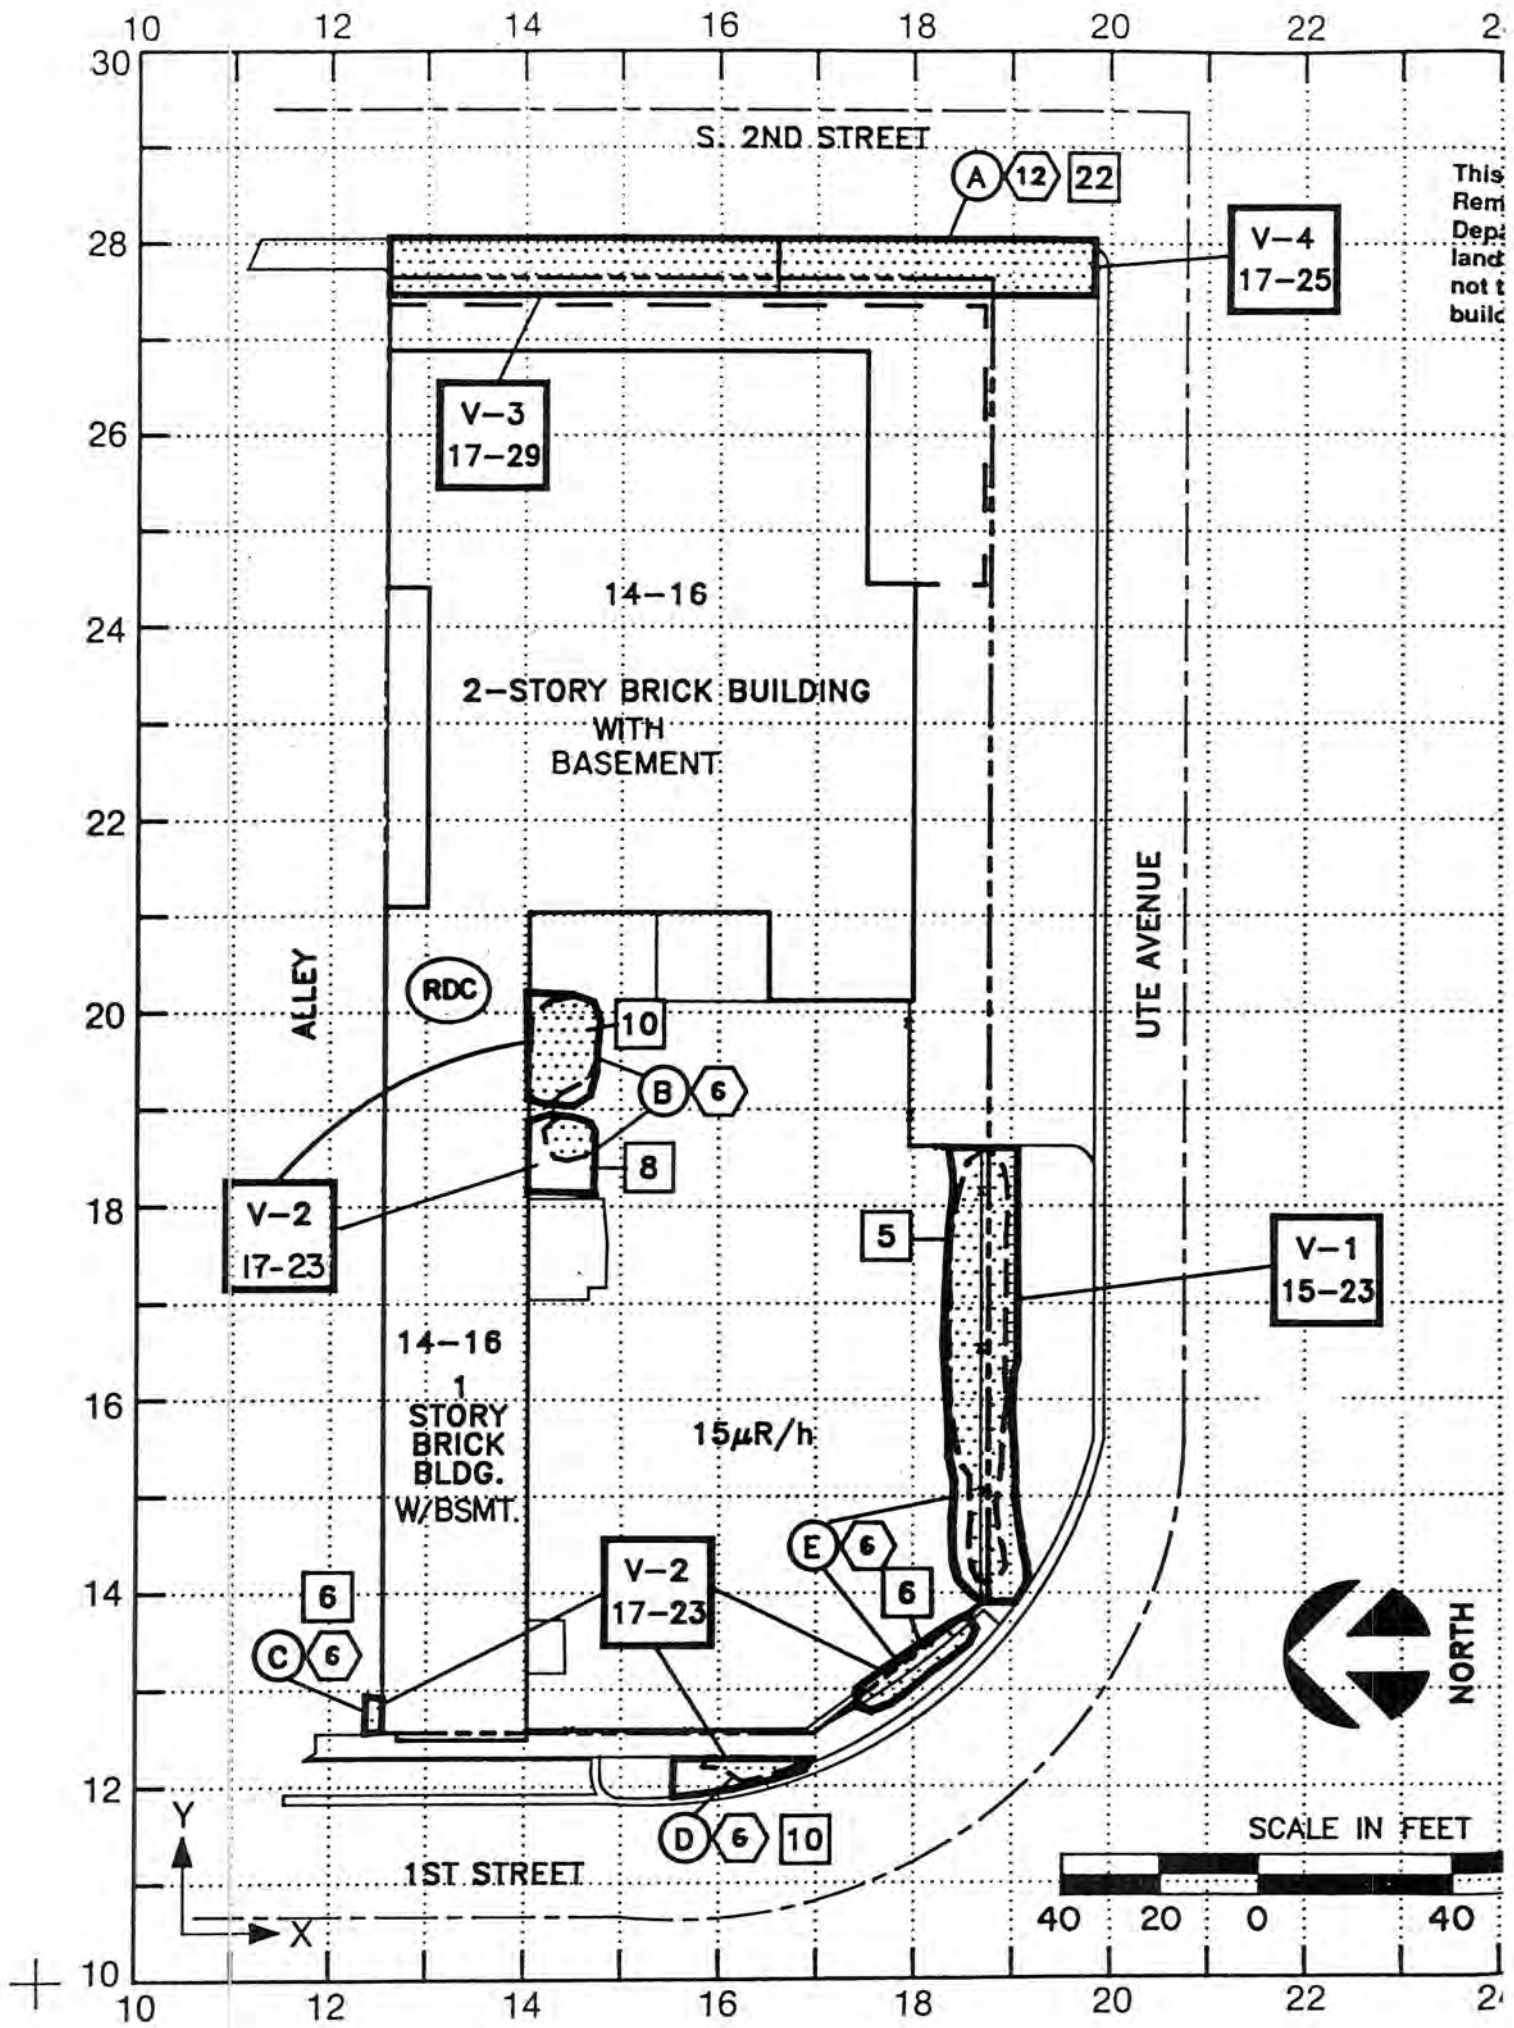 10 12 14 16 18 20 22
30
S. 2ND STREET
A 12 22
This
Rem
Depa
land
not t
build
28
V-4
17-25
V-3
17-29
26
14-16
24
2-STORY BRICK BUILDING
WITH
BASEMENT
22
ALLEY
RDC
UTE AVENUE
20
10
B 6
8
18
V-2
17-23
5
V-1
15-23
14-16
1
STORY
BRICK
BLDG.
W/BSMT.
16
15µR/h
E 6
6
V-2
17-23
14
6
C 6
NORTH
12
D 6 10
Y
X
1ST STREET
SCALE IN FEET
40 20 0 40
10
10 12 14 16 18 20 22